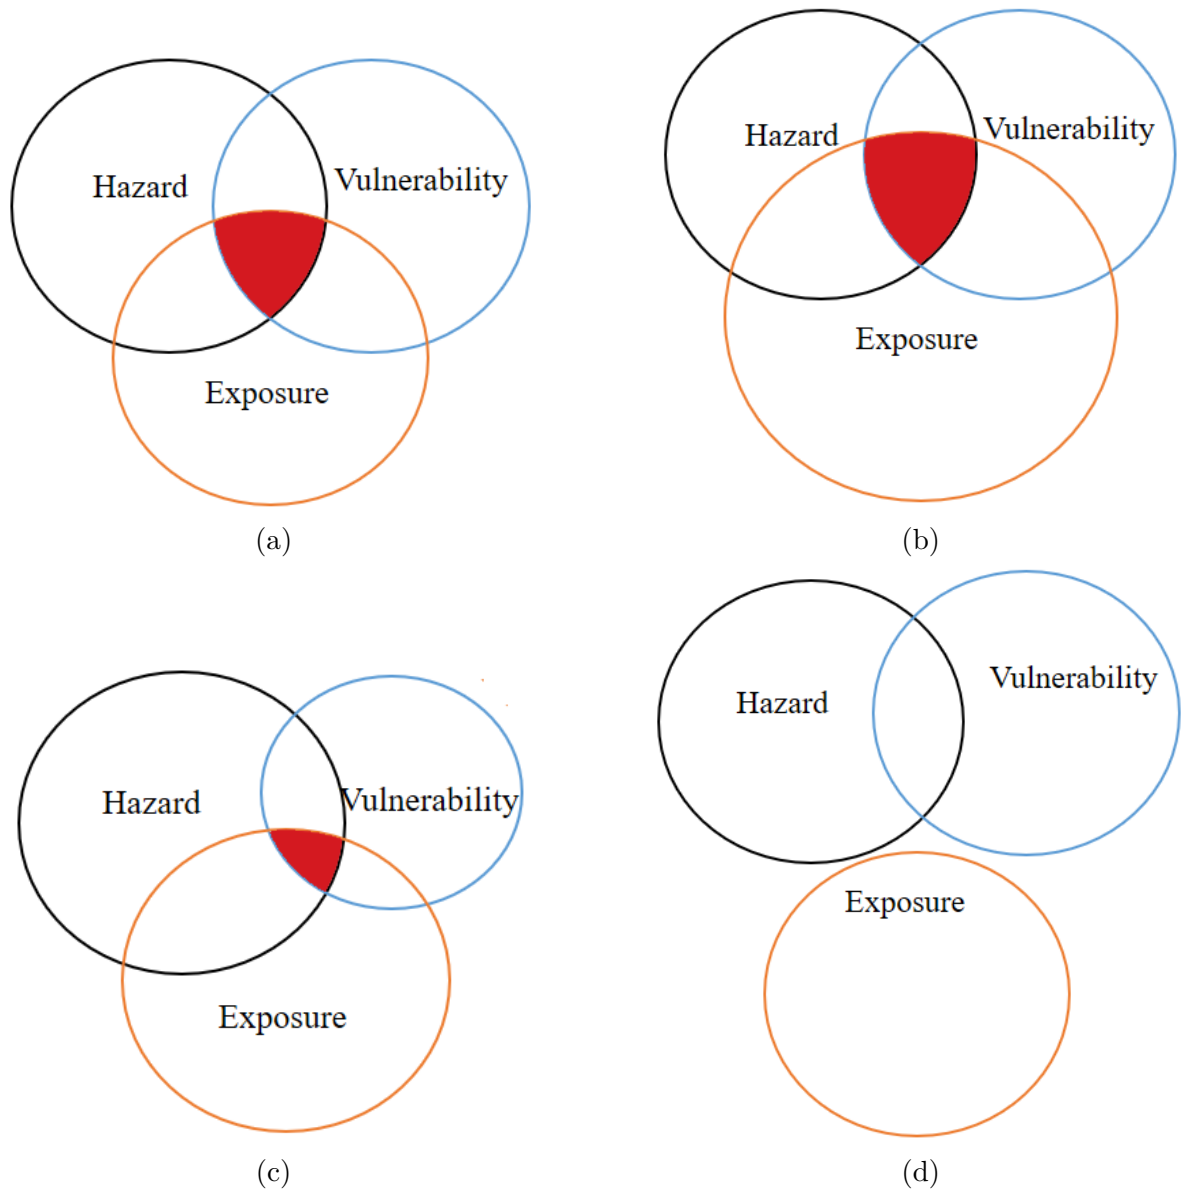 Hazard
Vulnerability
Exposure
(a)
Hazard
Vulnerability
Exposure
(b)
Hazard
Vulnerability
Exposure
(c)
Hazard
Vulnerability
Exposure
(d)